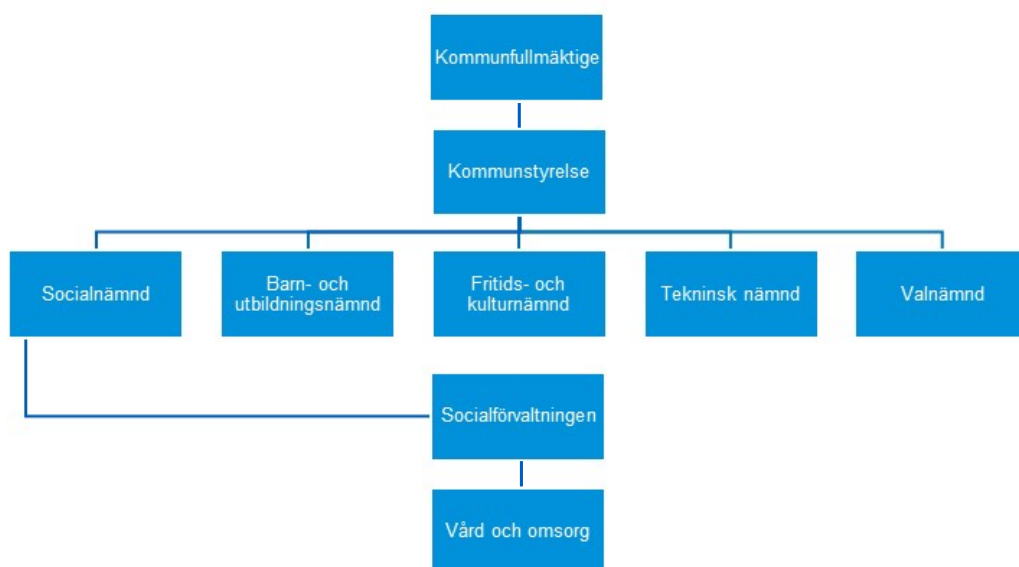 Kommunfullmäktige
Kommunstyrelse
Socialnämnd
Barn- och
utbildningsnämnd
Fritids- och
kulturnämnd
Tekninsk nämnd
Valnämnd
Socialförvaltningen
Vård och omsorg